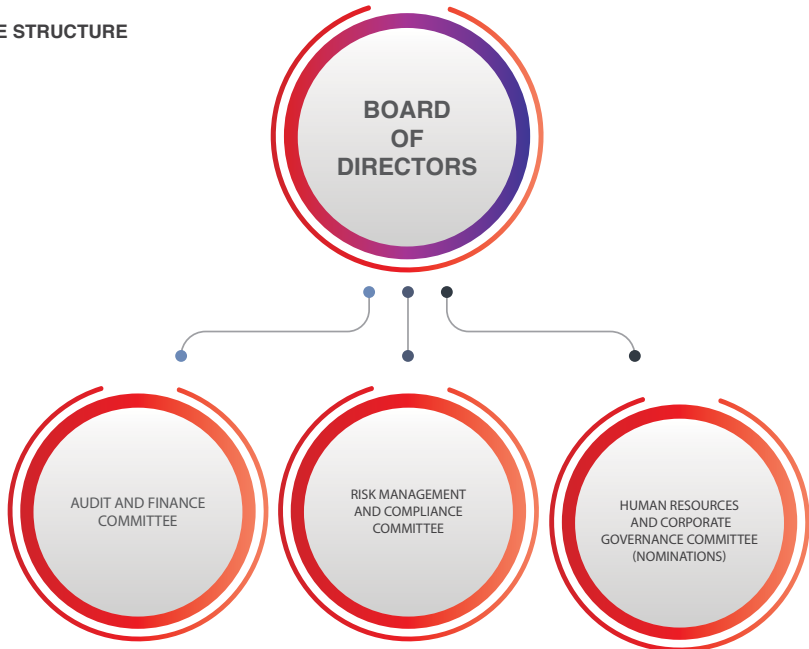 E STRUCTURE
BOARD
OF
DIRECTORS
AUDIT AND FINANCE
COMMITTEE
RISK MANAGEMENT
AND COMPLIANCE
COMMITTEE
HUMAN RESOURCES
AND CORPORATE
GOVERNANCE COMMITTEE
(NOMINATIONS)